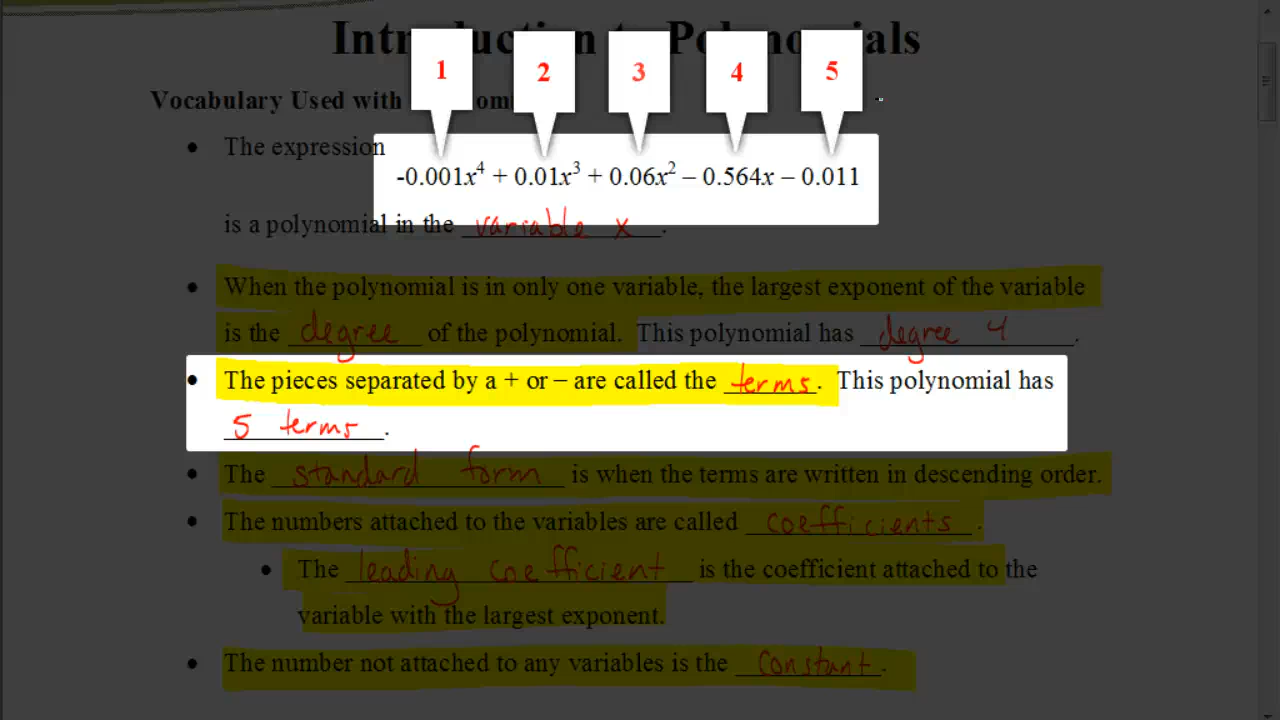 1 2 3 4 5
Vocabulary Used with
• The expression
-0.001x⁴ + 0.01x³ + 0.06x² – 0.564x – 0.011
is a polynomial in the variable x.
• When the polynomial is in only one variable, the largest exponent of the variable
is the degree of the polynomial. This polynomial has degree 4.
• The pieces separated by a + or – are called the terms. This polynomial has
5 terms.
• The standard form is when the terms are written in descending order.
• The numbers attached to the variables are called coefficients.
• The leading coefficient is the coefficient attached to the
variable with the largest exponent.
• The number not attached to any variables is the constant.